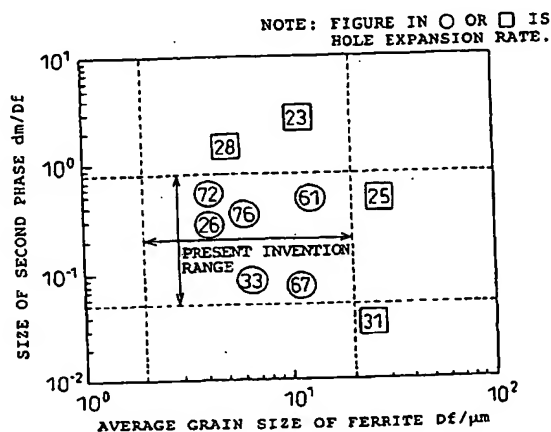 NOTE: FIGURE IN ○ OR □ IS
HOLE EXPANSION RATE.
SIZE OF SECOND PHASE dm/Df
10¹
10⁰
10⁻¹
10⁻²
23
28
72
61
25
26
76
PRESENT INVENTION
RANGE
33
67
31
10⁰
10¹
10²
AVERAGE GRAIN SIZE OF FERRITE Df/μm